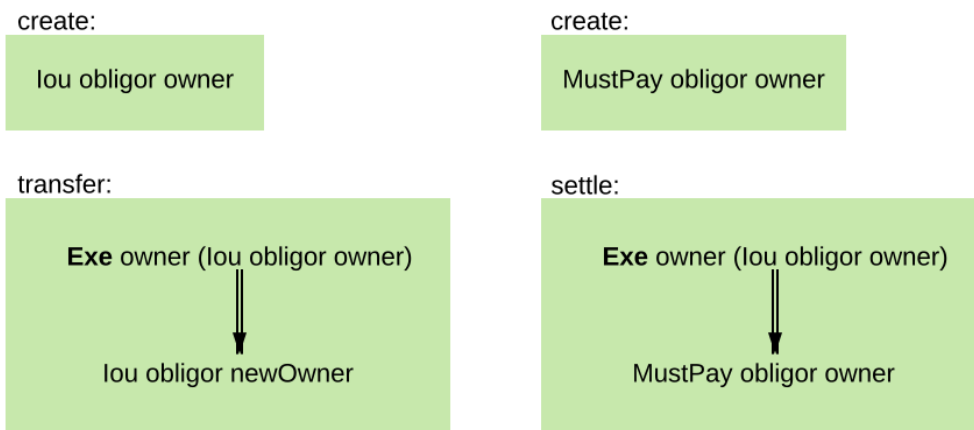 create:
Iou obligor owner
create:
MustPay obligor owner
transfer:
Exe owner (Iou obligor owner)
Iou obligor newOwner
settle:
Exe owner (Iou obligor owner)
MustPay obligor owner